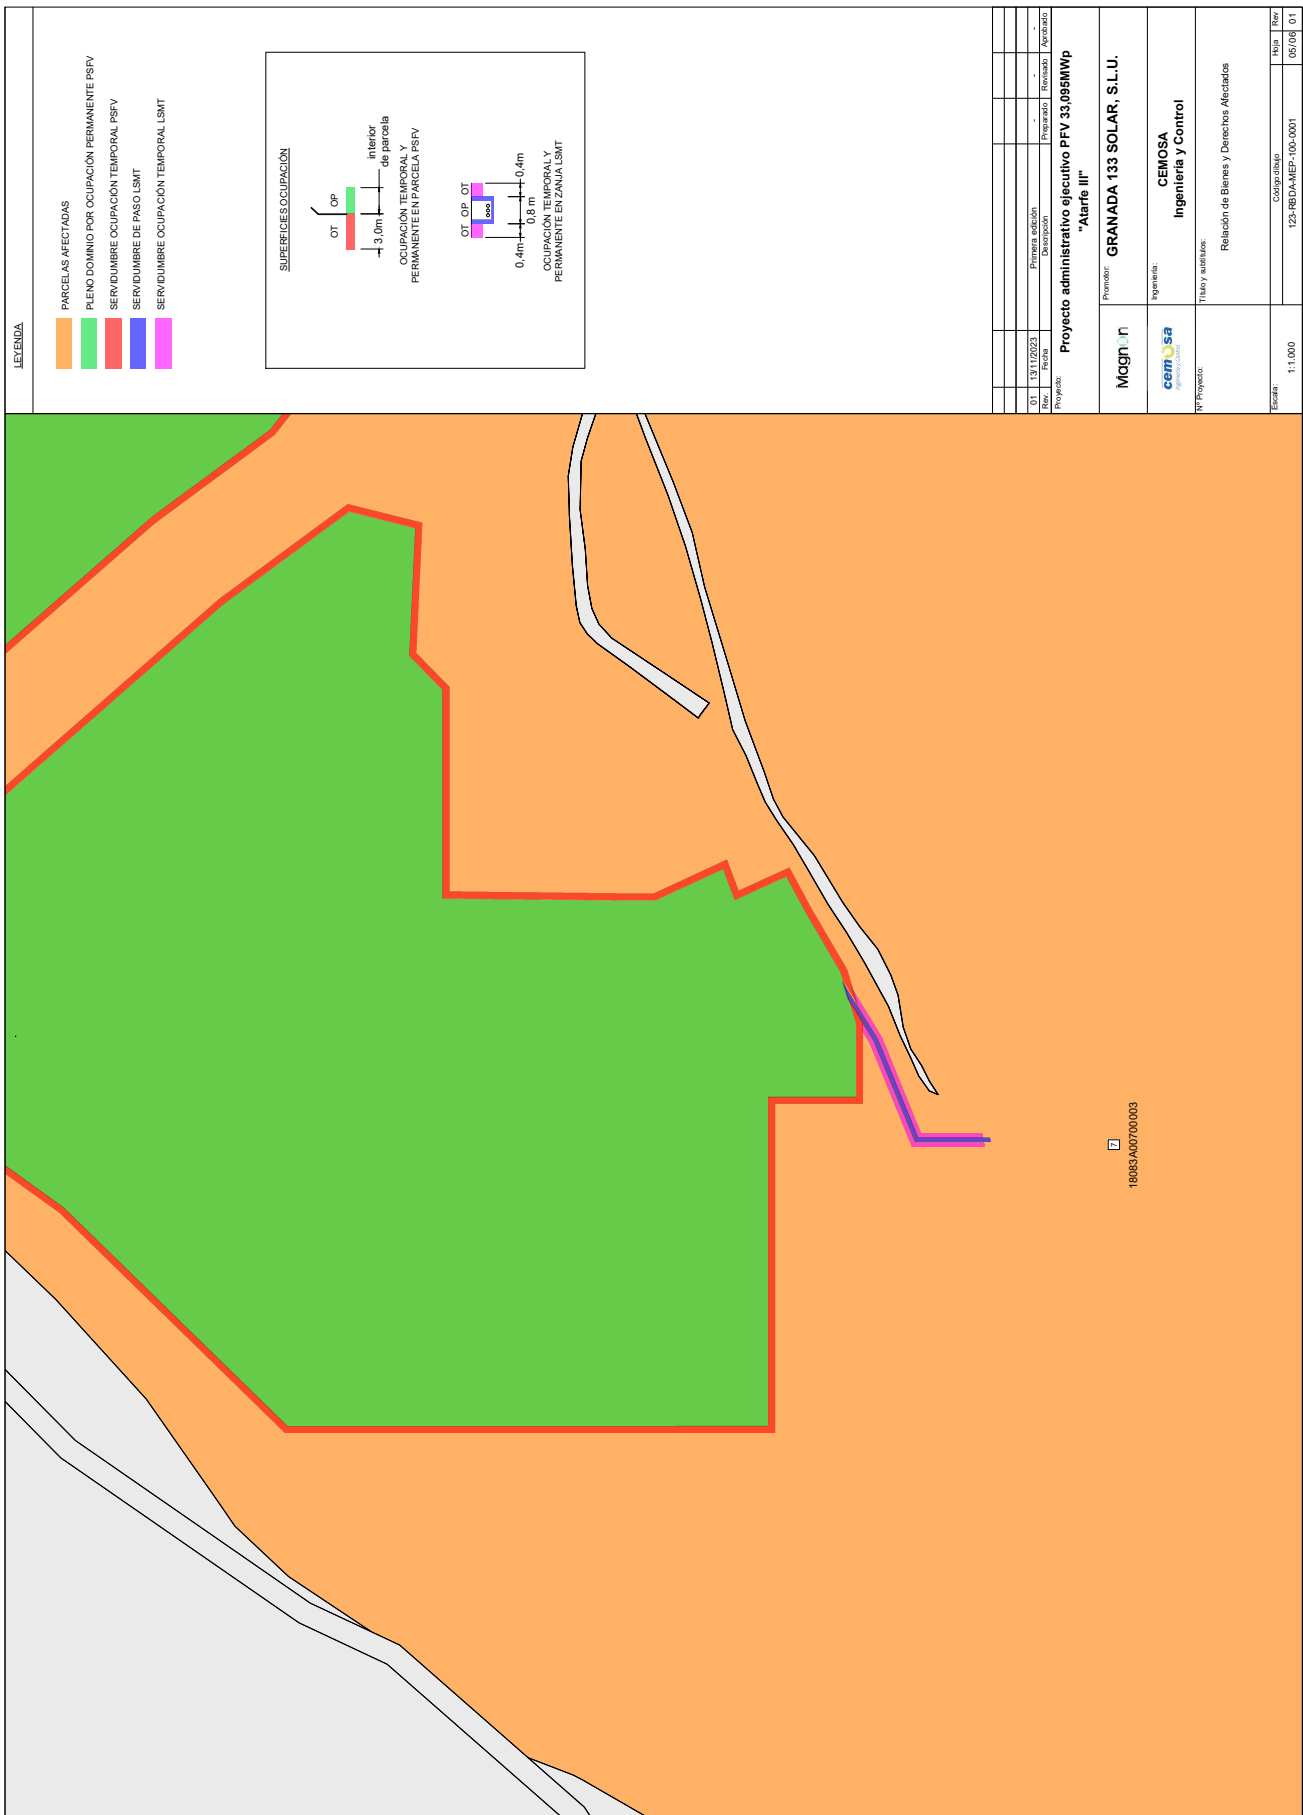 LEYENDA
PARCELAS AFECTADAS
PLENO DOMINIO POR OCUPACIÓN PERMANENTE PSFV
SERVIDUMBRE OCUPACIÓN TEMPORAL PSFV
SERVIDUMBRE DE PASO LSMT
SERVIDUMBRE OCUPACIÓN TEMPORAL LSMT
SUPERFICIES OCUPACIÓN
OT OP
3,0m
interior
de parcela
OCUPACIÓN TEMPORAL Y
PERMANENTE EN PARCELA PSFV
OT OP OT
0,4m 0,8 m 0,4m
OCUPACIÓN TEMPORAL Y
PERMANENTE EN ZANJA LSMT
7
18083A00700003
01 13/11/2023 Primera edición - - -
Rev. Fecha Descripción Preparado Revisado Aprobado
Proyecto:
Proyecto administrativo ejecutivo PFV 33,095MWp
"Atarfe III"
Magnon
Promotor:
GRANADA 133 SOLAR, S.L.U.
cemosa
Ingeniería y Control
Ingeniería:
CEMOSA
Ingeniería y Control
Nº Proyecto:
Título y subtítulos:
Relación de Bienes y Derechos Afectados
Escala:
1:1.000
Código dibujo
123-RBDA-MEP-100-0001
Hoja
05/06
Rev
01